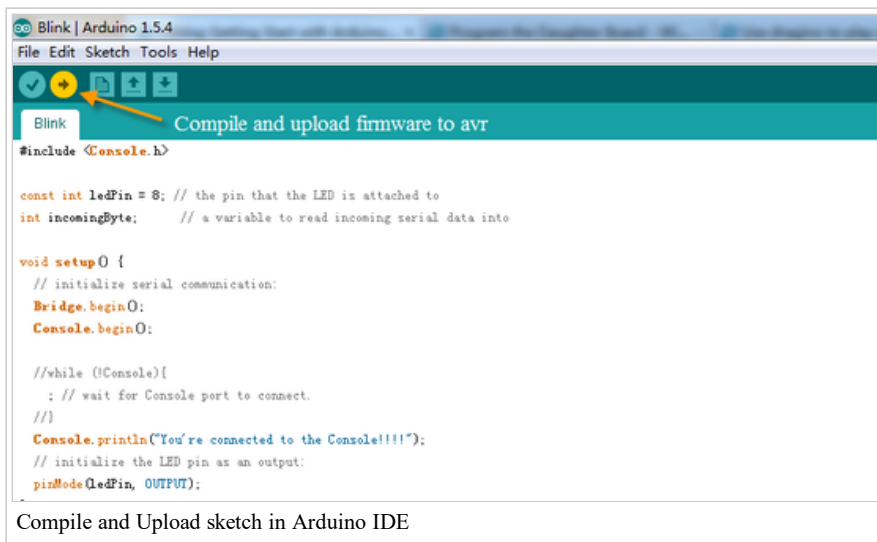 Blink | Arduino 1.5.4
File Edit Sketch Tools Help
Blink
Compile and upload firmware to avr
#include <Console.h>
const int ledPin = 8; // the pin that the LED is attached to
int incomingByte;      // a variable to read incoming serial data into
void setup() {
  // initialize serial communication:
  Bridge.begin();
  Console.begin();
  //while (!Console){
    ; // wait for Console port to connect.
  //}
  Console.println("You're connected to the Console!!!!");
  // initialize the LED pin as an output:
  pinMode(ledPin, OUTPUT);
Compile and Upload sketch in Arduino IDE